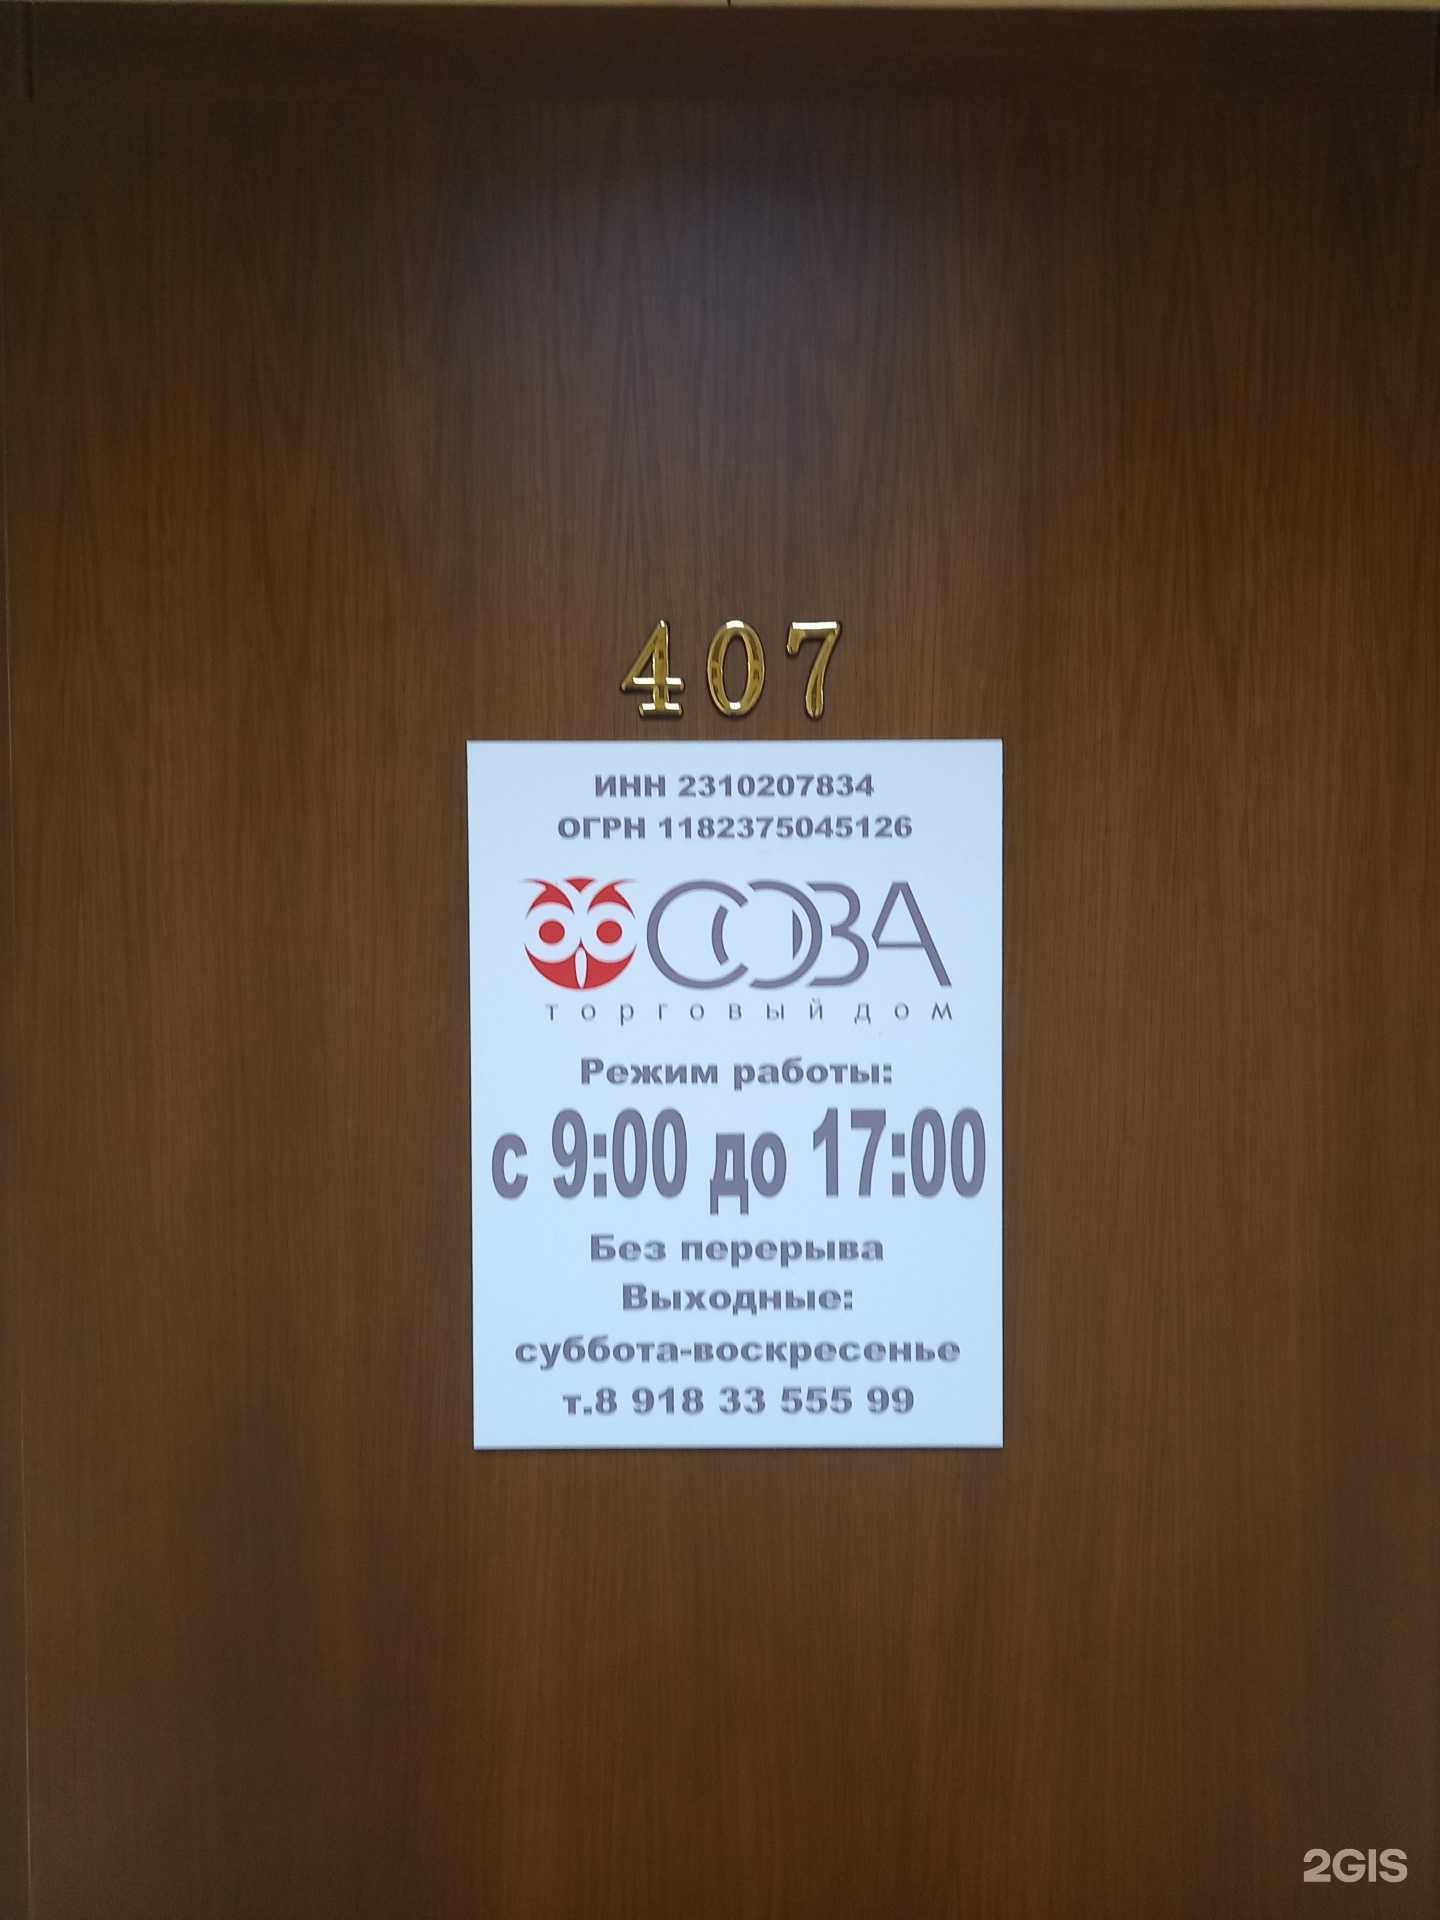 407
ИНН 2310207834
ОГРН 1182375045126
СОВА
торговый дом
Режим работы:
с 9:00 до 17:00
Без перерыва
Выходные:
суббота-воскресенье
т.8 918 33 555 99
2GIS